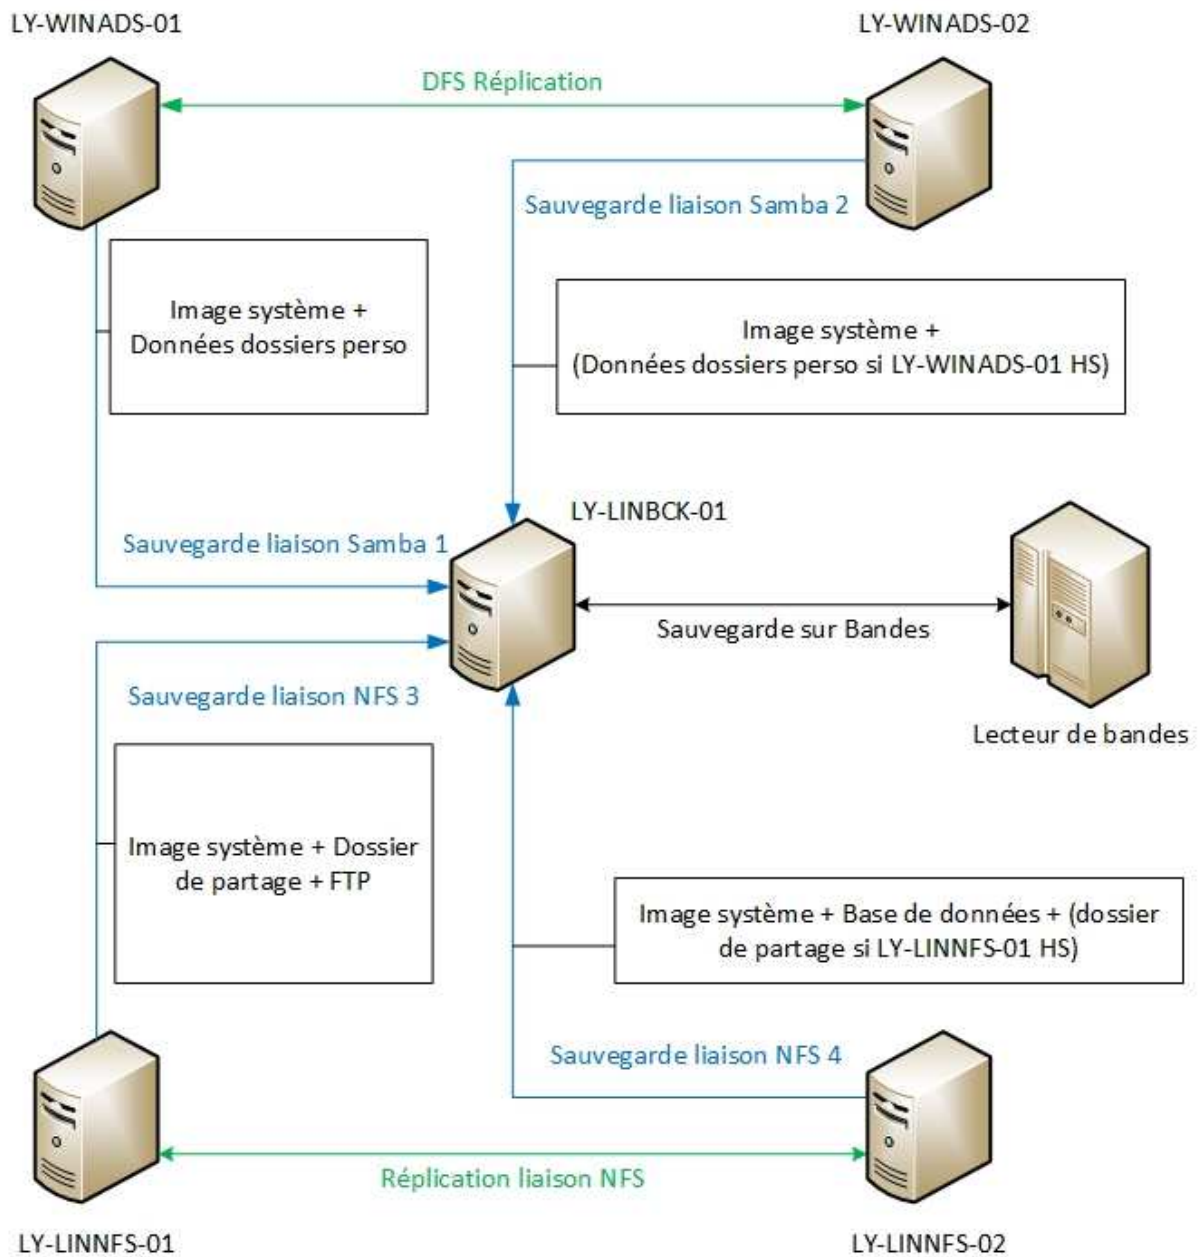 LY-WINADS-01
LY-WINADS-02
DFS Réplication
Sauvegarde liaison Samba 2
Image système +
Données dossiers perso
Image système +
(Données dossiers perso si LY-WINADS-01 HS)
LY-LINBCK-01
Sauvegarde liaison Samba 1
Sauvegarde sur Bandes
Sauvegarde liaison NFS 3
Lecteur de bandes
Image système + Dossier
de partage + FTP
Image système + Base de données + (dossier
de partage si LY-LINNFS-01 HS)
Sauvegarde liaison NFS 4
Réplication liaison NFS
LY-LINNFS-01
LY-LINNFS-02